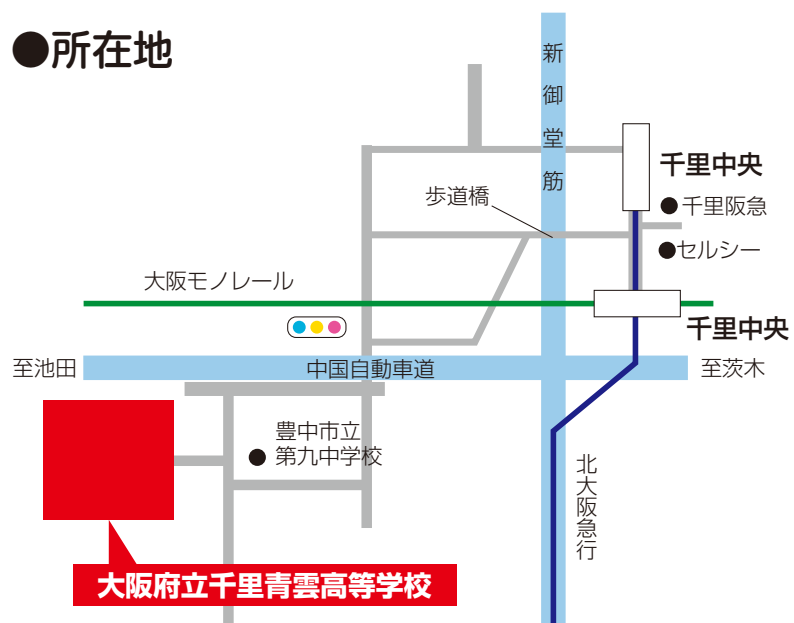 ●所在地
新御堂筋
千里中央
●千里阪急
歩道橋
●セルシー
大阪モノレール
千里中央
至池田
中国自動車道
至茨木
豊中市立
●第九中学校
北大阪急行
大阪府立千里青雲高等学校